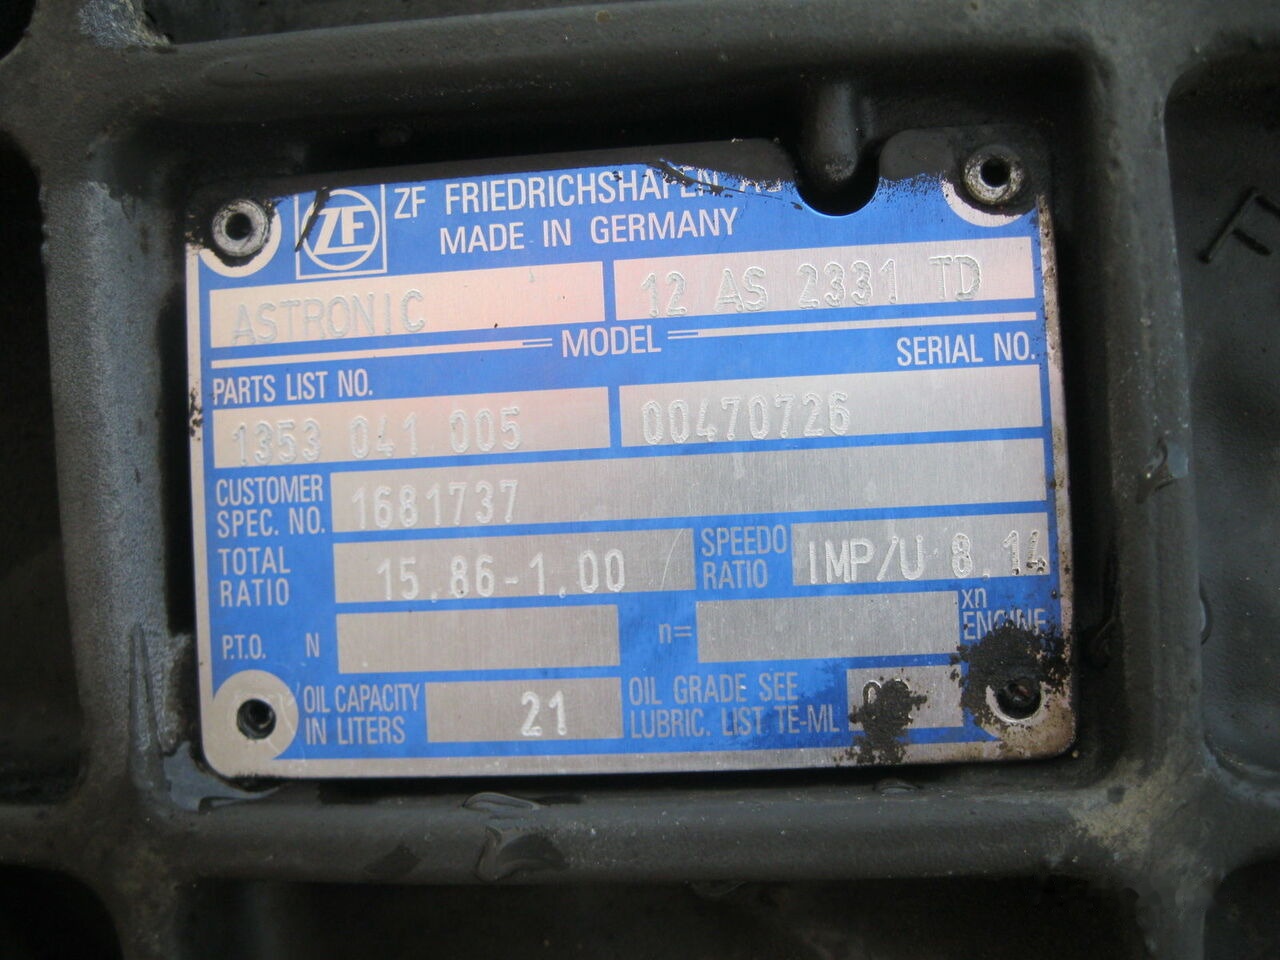 ZF
ZF FRIEDRICHSHAFEN AG
MADE IN GERMANY
ASTRONIC 12 AS 2331 TD
MODEL
PARTS LIST NO. SERIAL NO.
1353 041 005 00470726
CUSTOMER
SPEC. NO. 1681737
TOTAL
RATIO 15,86-1,00
SPEEDO
RATIO IMP/U
P.T.O. N n= xn
ENGINE
OIL CAPACITY
IN LITERS 21
OIL GRADE SEE
LUBRIC. LIST TE-ML